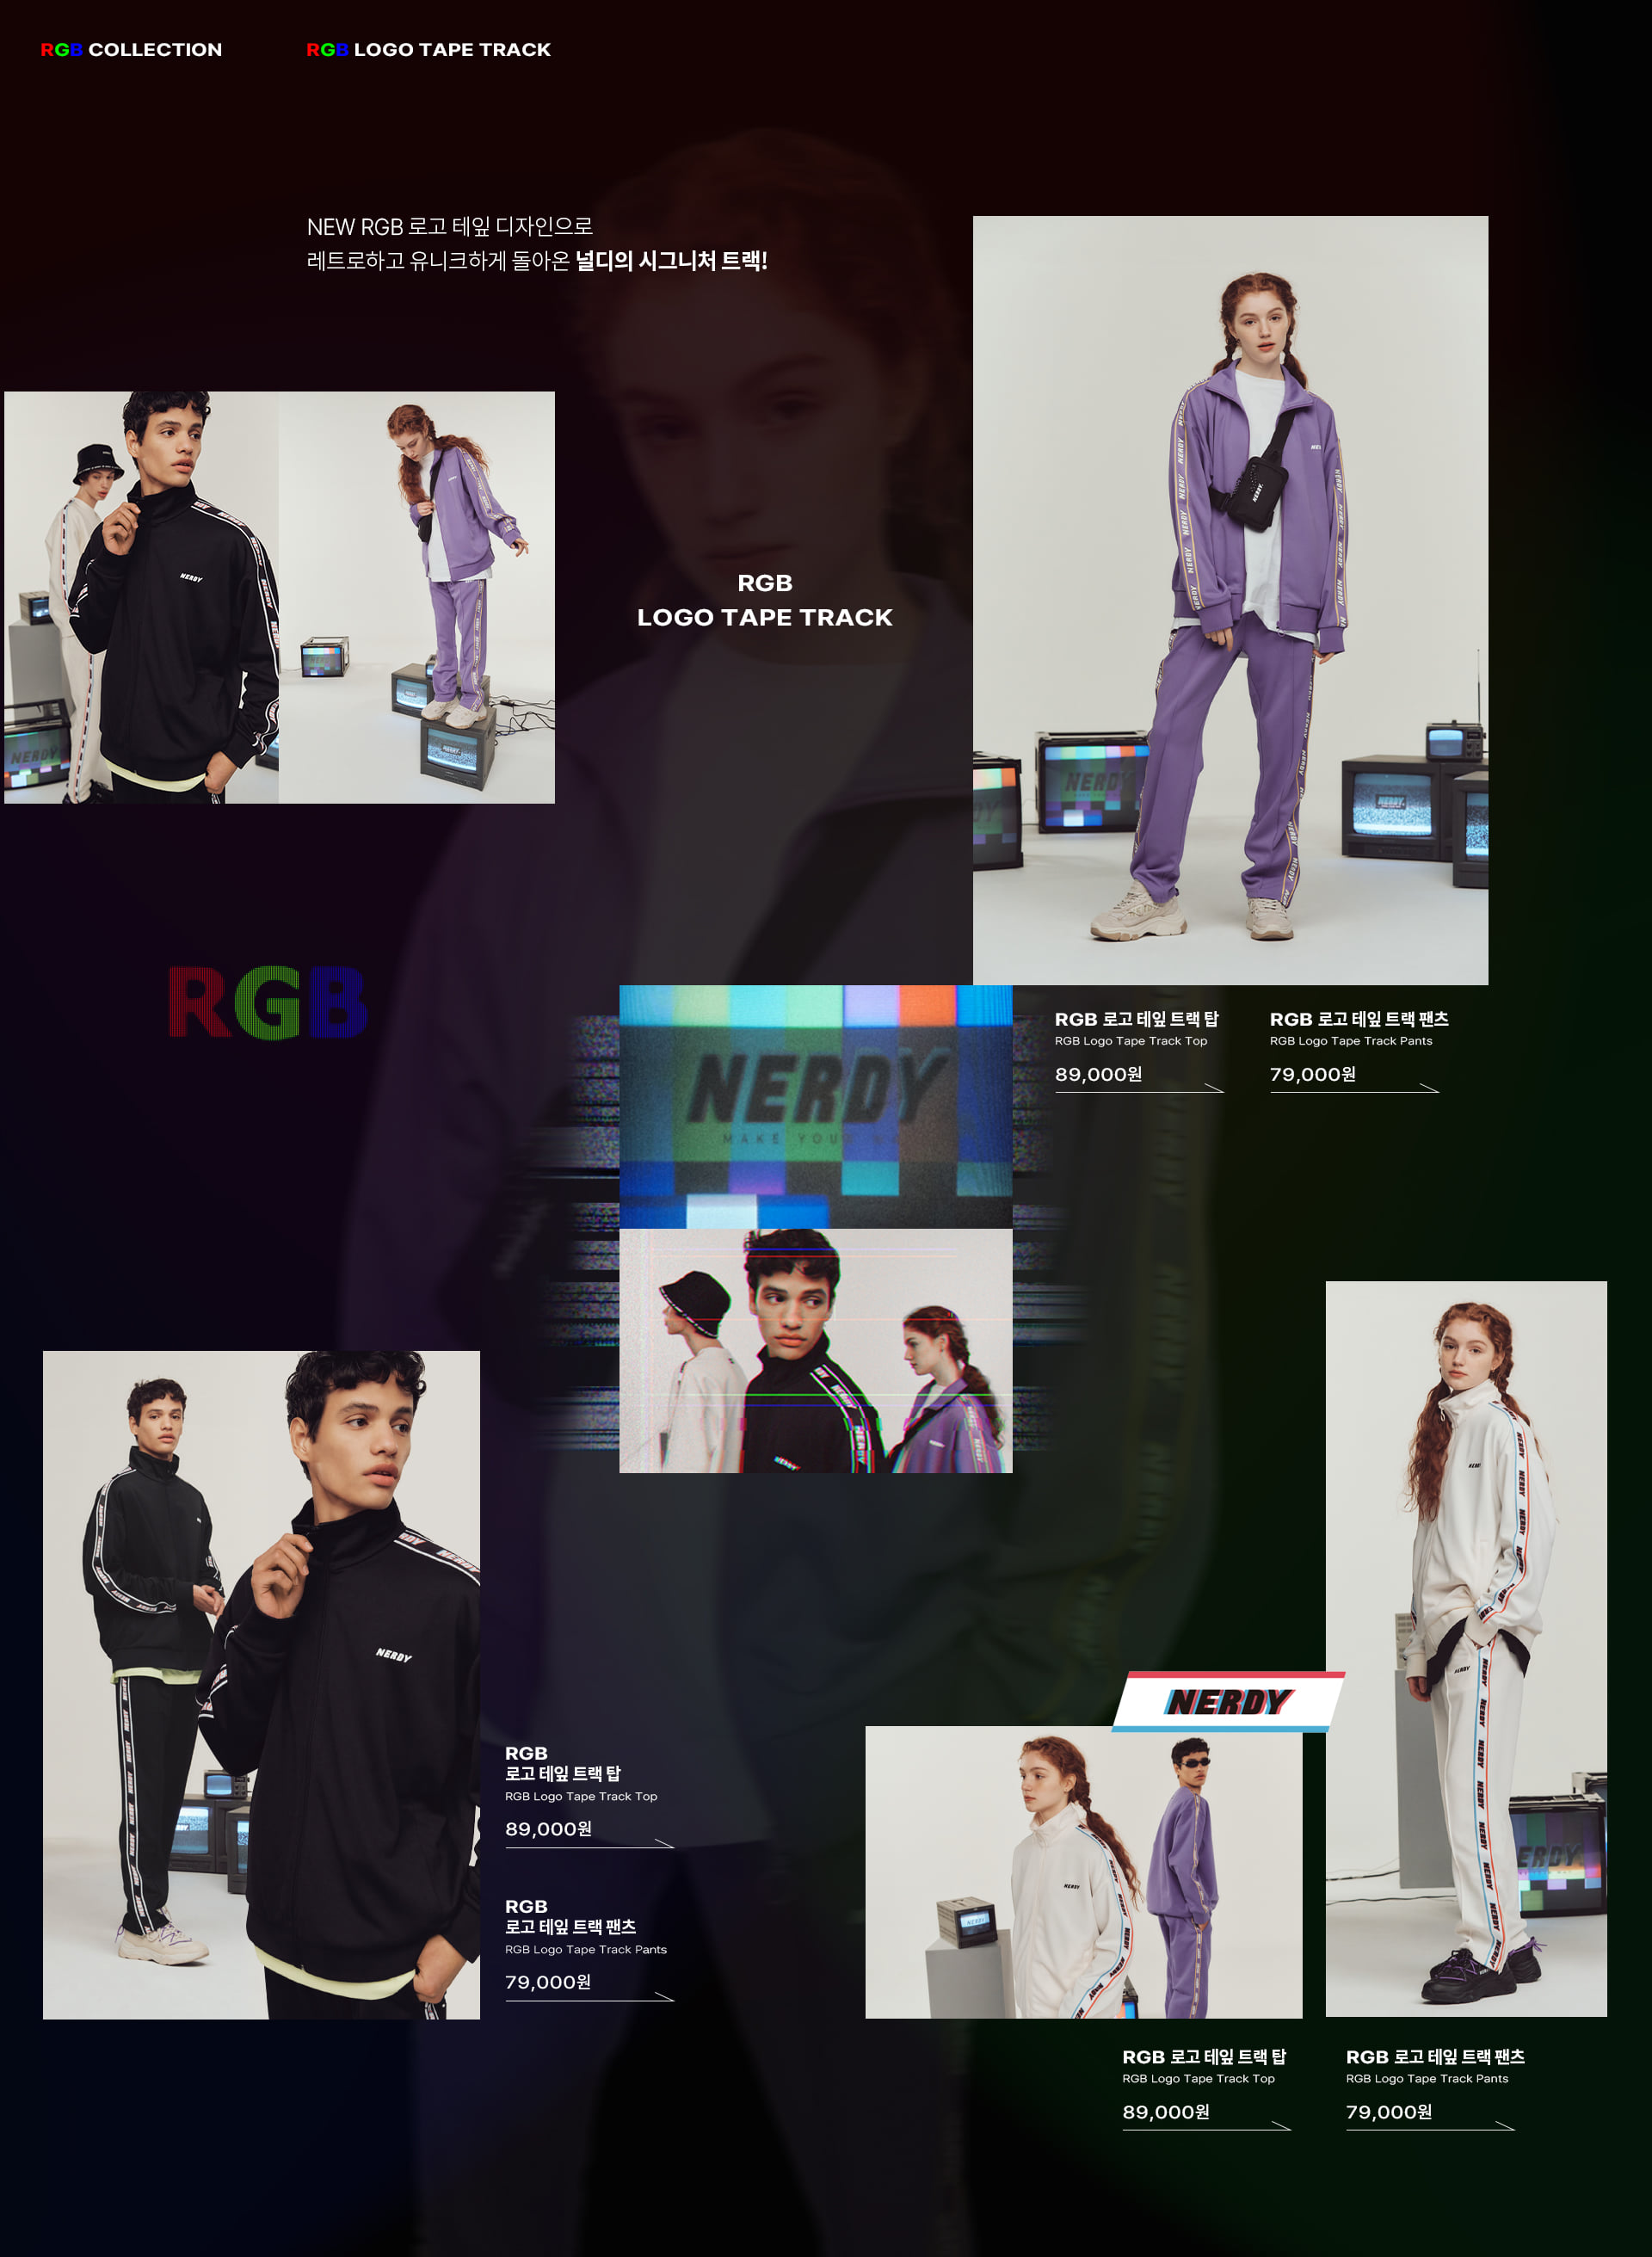 RGB COLLECTION
RGB LOGO TAPE TRACK
NEW RGB 로고 테잎 디자인으로
레트로하고 유니크하게 돌아온 널디의 시그니처 트랙!
NERDY
RGB
LOGO TAPE TRACK
NERDY
RGB
RGB 로고 테잎 트랙 탑
RGB Logo Tape Track Top
89,000원
RGB 로고 테잎 트랙 팬츠
RGB Logo Tape Track Pants
79,000원
NERDY
MAKE YOUR
NERDY
NERDY
RGB
로고 테잎 트랙 탑
RGB Logo Tape Track Top
89,000원
RGB
로고 테잎 트랙 팬츠
RGB Logo Tape Track Pants
79,000원
NERDY
NERDY
RGB 로고 테잎 트랙 탑
RGB Logo Tape Track Top
89,000원
RGB 로고 테잎 트랙 팬츠
RGB Logo Tape Track Pants
79,000원